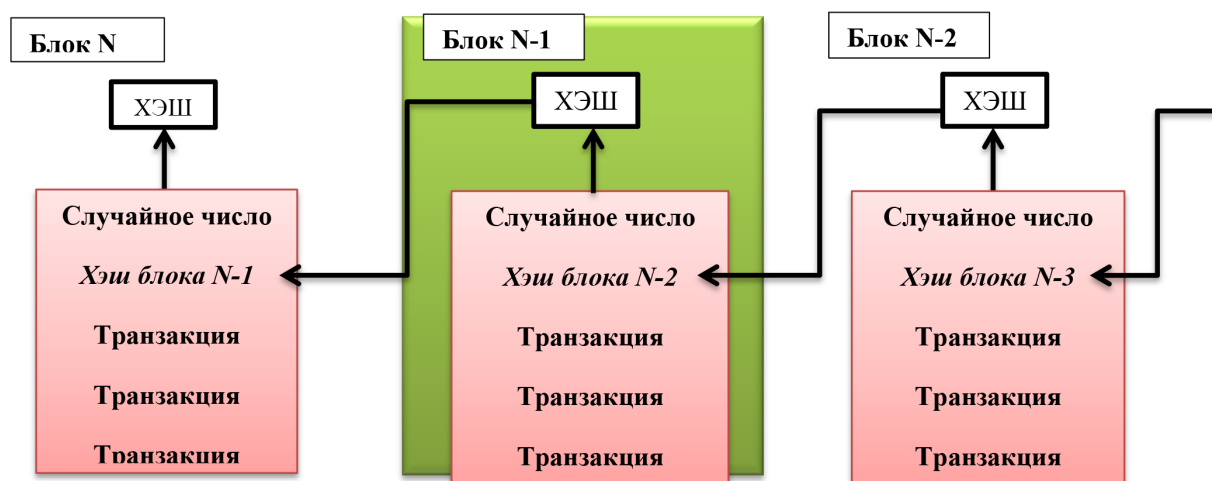 Блок N
ХЭШ
Случайное число
Хэш блока N-1
Транзакция
Транзакция
Транзакция
Блок N-1
ХЭШ
Случайное число
Хэш блока N-2
Транзакция
Транзакция
Транзакция
Блок N-2
ХЭШ
Случайное число
Хэш блока N-3
Транзакция
Транзакция
Транзакция